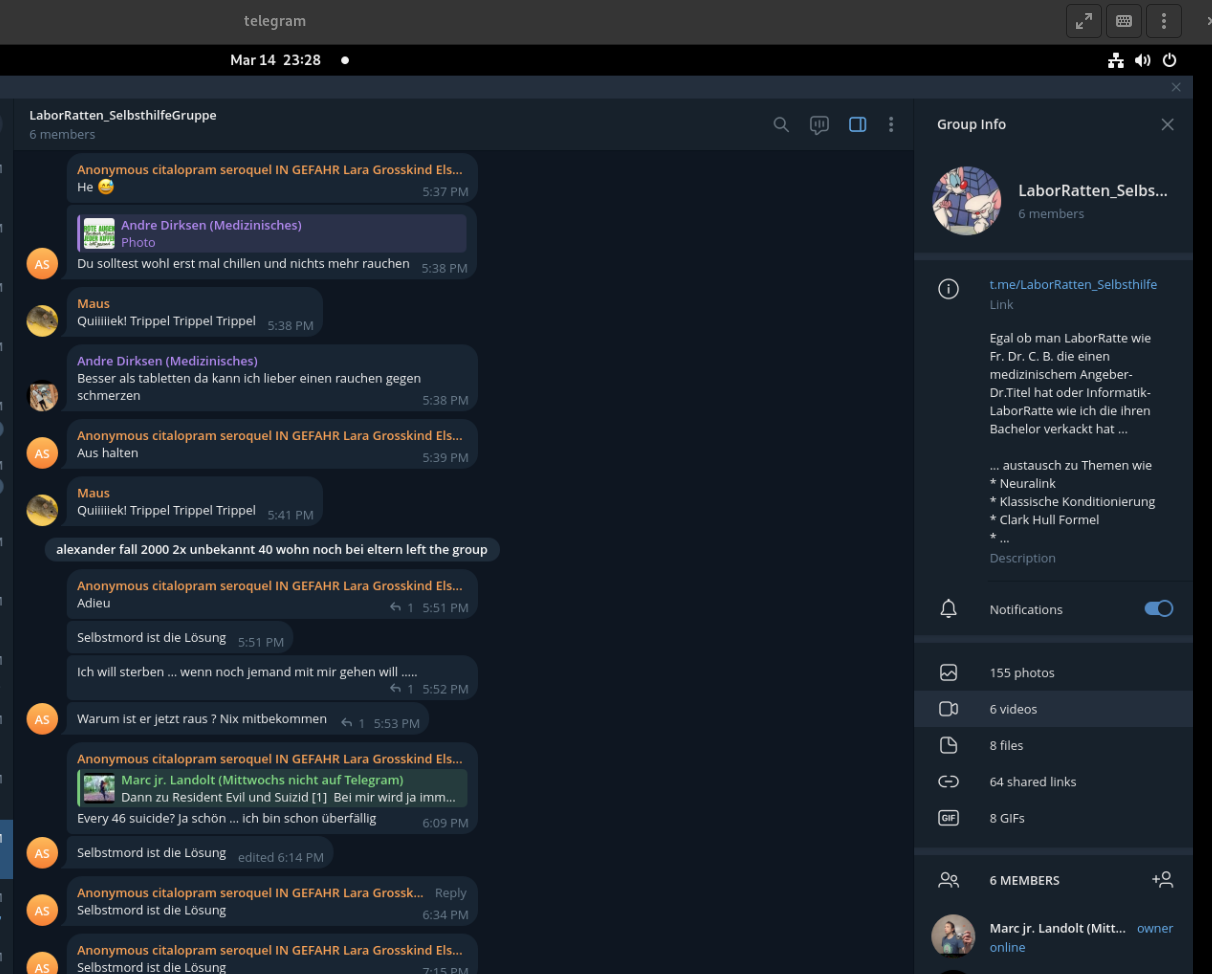 telegram
Mar 14 23:28
LaborRatten_SelbsthilfeGruppe
6 members
Anonymous citalopram seroquel IN GEFAHR Lara Grosskind Els...
He 😅
5:37 PM
Andre Dirksen (Medizinisches)
Photo
Du solltest wohl erst mal chillen und nichts mehr rauchen
5:38 PM
AS
Maus
Quiiiiiek! Trippel Trippel Trippel
5:38 PM
Andre Dirksen (Medizinisches)
Besser als tabletten da kann ich lieber einen rauchen gegen
schmerzen
5:38 PM
Anonymous citalopram seroquel IN GEFAHR Lara Grosskind Els...
Aus halten
5:39 PM
AS
Maus
Quiiiiiek! Trippel Trippel Trippel
5:41 PM
alexander fall 2000 2x unbekannt 40 wohn noch bei eltern left the group
Anonymous citalopram seroquel IN GEFAHR Lara Grosskind Els...
Adieu
1 5:51 PM
Selbstmord ist die Lösung
5:51 PM
Ich will sterben ... wenn noch jemand mit mir gehen will .....
1 5:52 PM
Warum ist er jetzt raus ? Nix mitbekommen
1 5:53 PM
AS
Anonymous citalopram seroquel IN GEFAHR Lara Grosskind Els...
Marc jr. Landolt (Mittwochs nicht auf Telegram)
Dann zu Resident Evil und Suizid [1] Bei mir wird ja imm...
Every 46 suicide? Ja schön ... ich bin schon überfällig
6:09 PM
Selbstmord ist die Lösung
edited 6:14 PM
AS
Anonymous citalopram seroquel IN GEFAHR Lara Grossk...
Reply
Selbstmord ist die Lösung
6:34 PM
AS
Anonymous citalopram seroquel IN GEFAHR Lara Grosskind Els...
Selbstmord ist die Lösung
7:15 PM
AS
Group Info
LaborRatten_Selbs...
6 members
t.me/LaborRatten_Selbsthilfe
Link
Egal ob man LaborRatte wie
Fr. Dr. C. B. die einen
medizinischem Angeber-
Dr.Titel hat oder Informatik-
LaborRatte wie ich die ihren
Bachelor verkackt hat ...
... austausch zu Themen wie
* Neuralink
* Klassische Konditionierung
* Clark Hull Formel
* ...
Description
Notifications
155 photos
6 videos
8 files
64 shared links
GIF
8 GIFs
6 MEMBERS
Marc jr. Landolt (Mitt...
owner
online